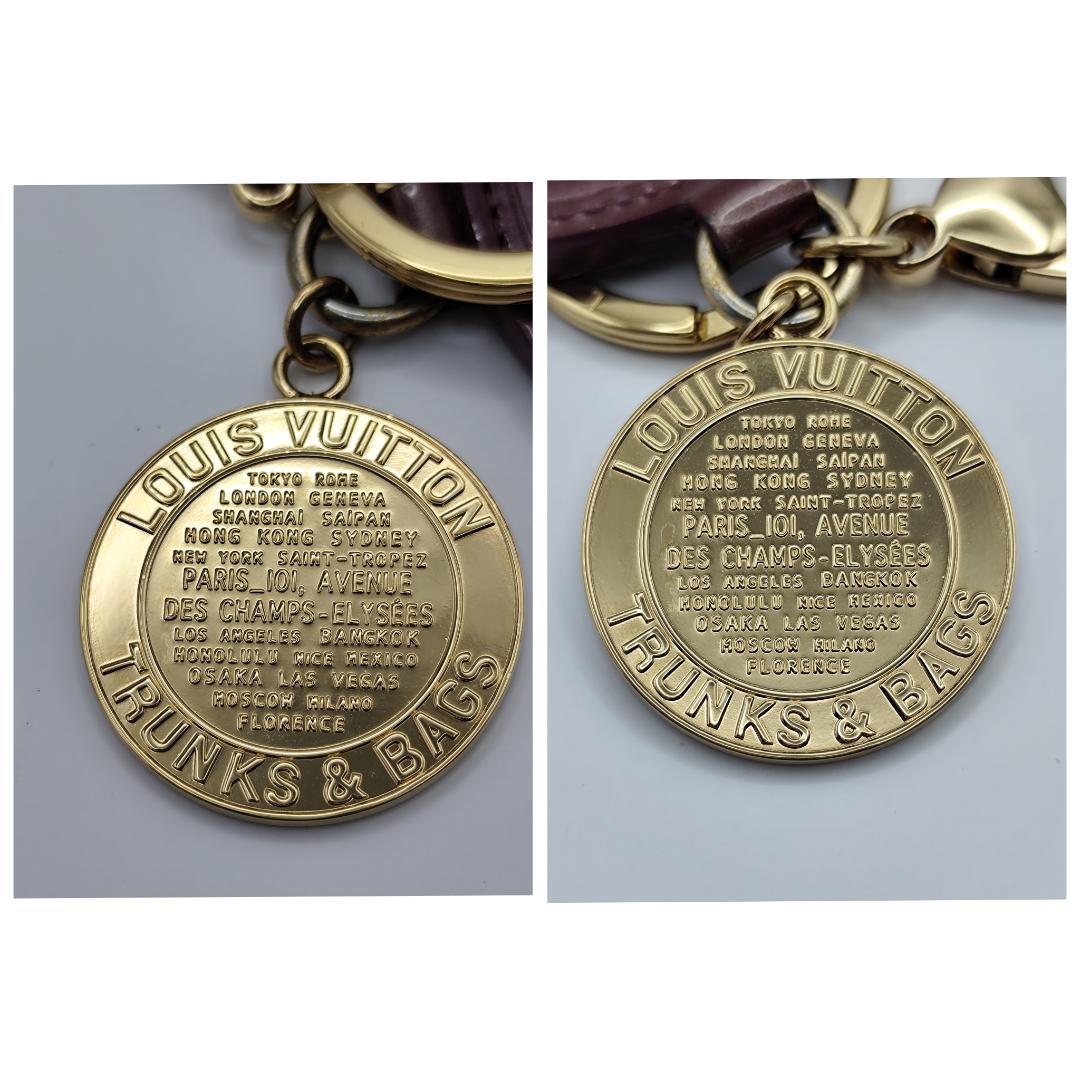 LOUIS VUITTON
TOKYO ROME
LONDON GENEVA
SHANGHAI SAIPAN
HONG KONG SYDNEY
NEW YORK SAINT-TROPEZ
PARIS_101, AVENUE
DES CHAMPS-ELYSÉES
LOS ANGELES BANGKOK
HONOLULU NICE MEXICO
OSAKA LAS VEGAS
MOSCOW MILANO
FLORENCE
TRUNKS & BAGS
LOUIS VUITTON
TOKYO ROME
LONDON GENEVA
SHANGHAI SAIPAN
HONG KONG SYDNEY
NEW YORK SAINT-TROPEZ
PARIS_101, AVENUE
DES CHAMPS-ELYSÉES
LOS ANGELES BANGKOK
HONOLULU NICE MEXICO
OSAKA LAS VEGAS
MOSCOW MILANO
FLORENCE
TRUNKS & BAGS